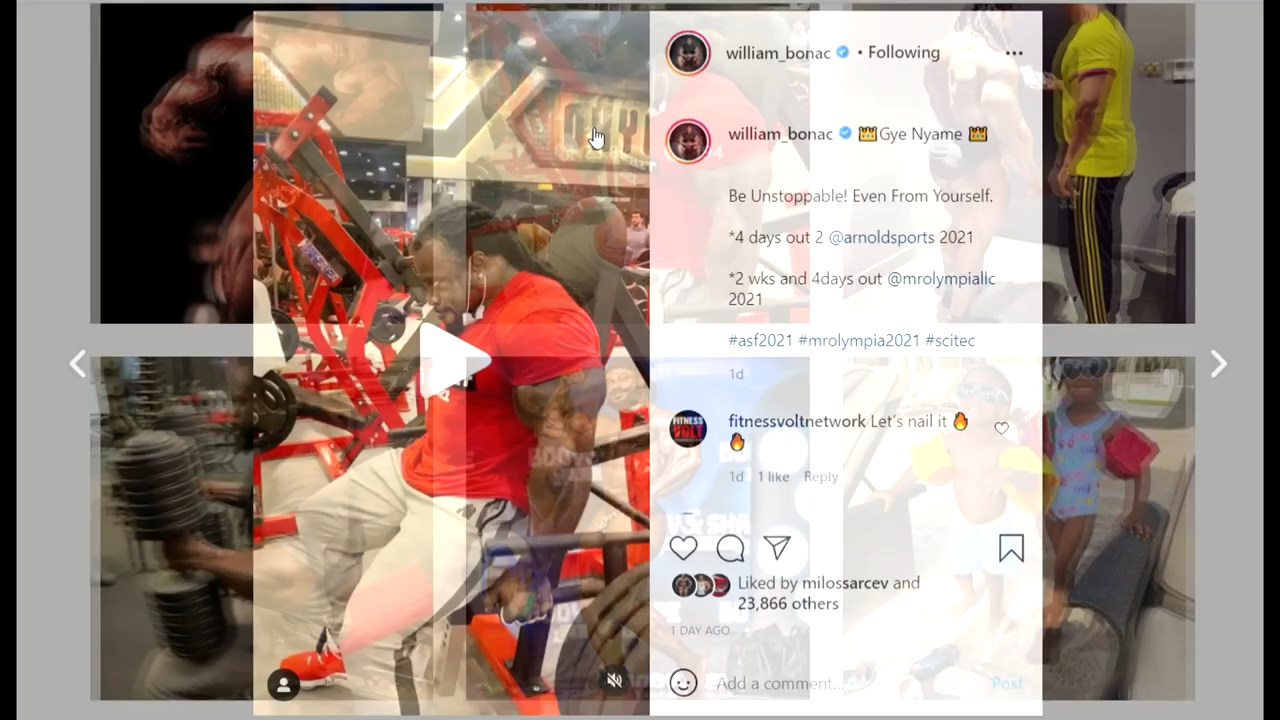 william_bonac • Following
william_bonac 👑Gye Nyame 👑
Be Unstoppable! Even From Yourself.
*4 days out 2 @arnoldsports 2021
*2 wks and 4days out @mrolympiallc
2021
#asf2021 #mrolympia2021 #scitec
1d
fitnessvoltnetwork Let's nail it 🔥
🔥
1d 1 like Reply
Liked by milossarcev and
23,866 others
1 DAY AGO
Add a comment... Post
FITNESS
VOLT